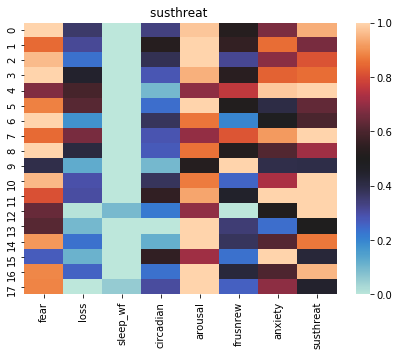 susthreat
0
1
2
3
4
5
6
7
8
9
10
11
12
13
14
15
16
17
fear
loss
sleep_wf
circadian
arousal
frusnrew
anxiety
susthreat
1.0
0.8
0.6
0.4
0.2
0.0